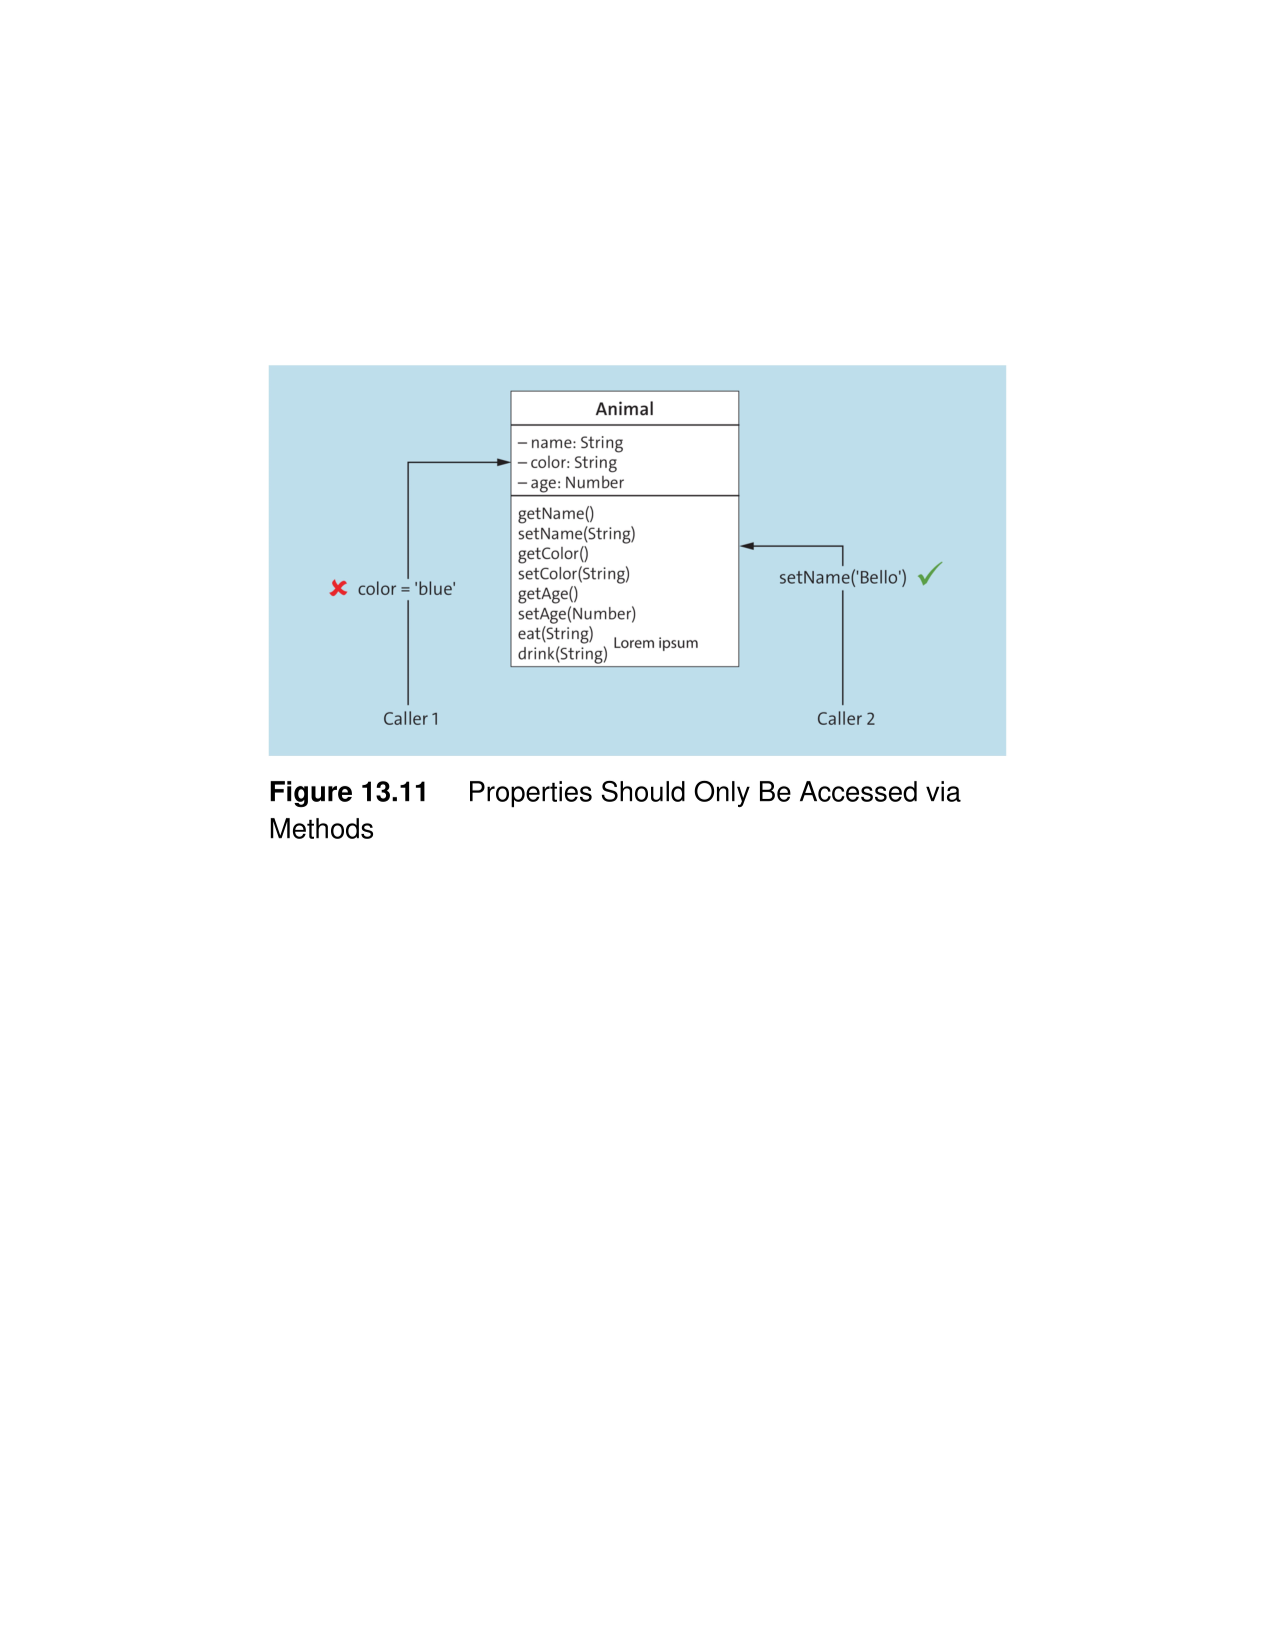 Animal
– name: String
– color: String
– age: Number
getName()
setName(String)
getColor()
setColor(String)
getAge()
setAge(Number)
eat(String)
Lorem ipsum
drink(String)
color = 'blue'
setName('Bello')
Caller 1
Caller 2
Figure 13.11 Properties Should Only Be Accessed via
Methods